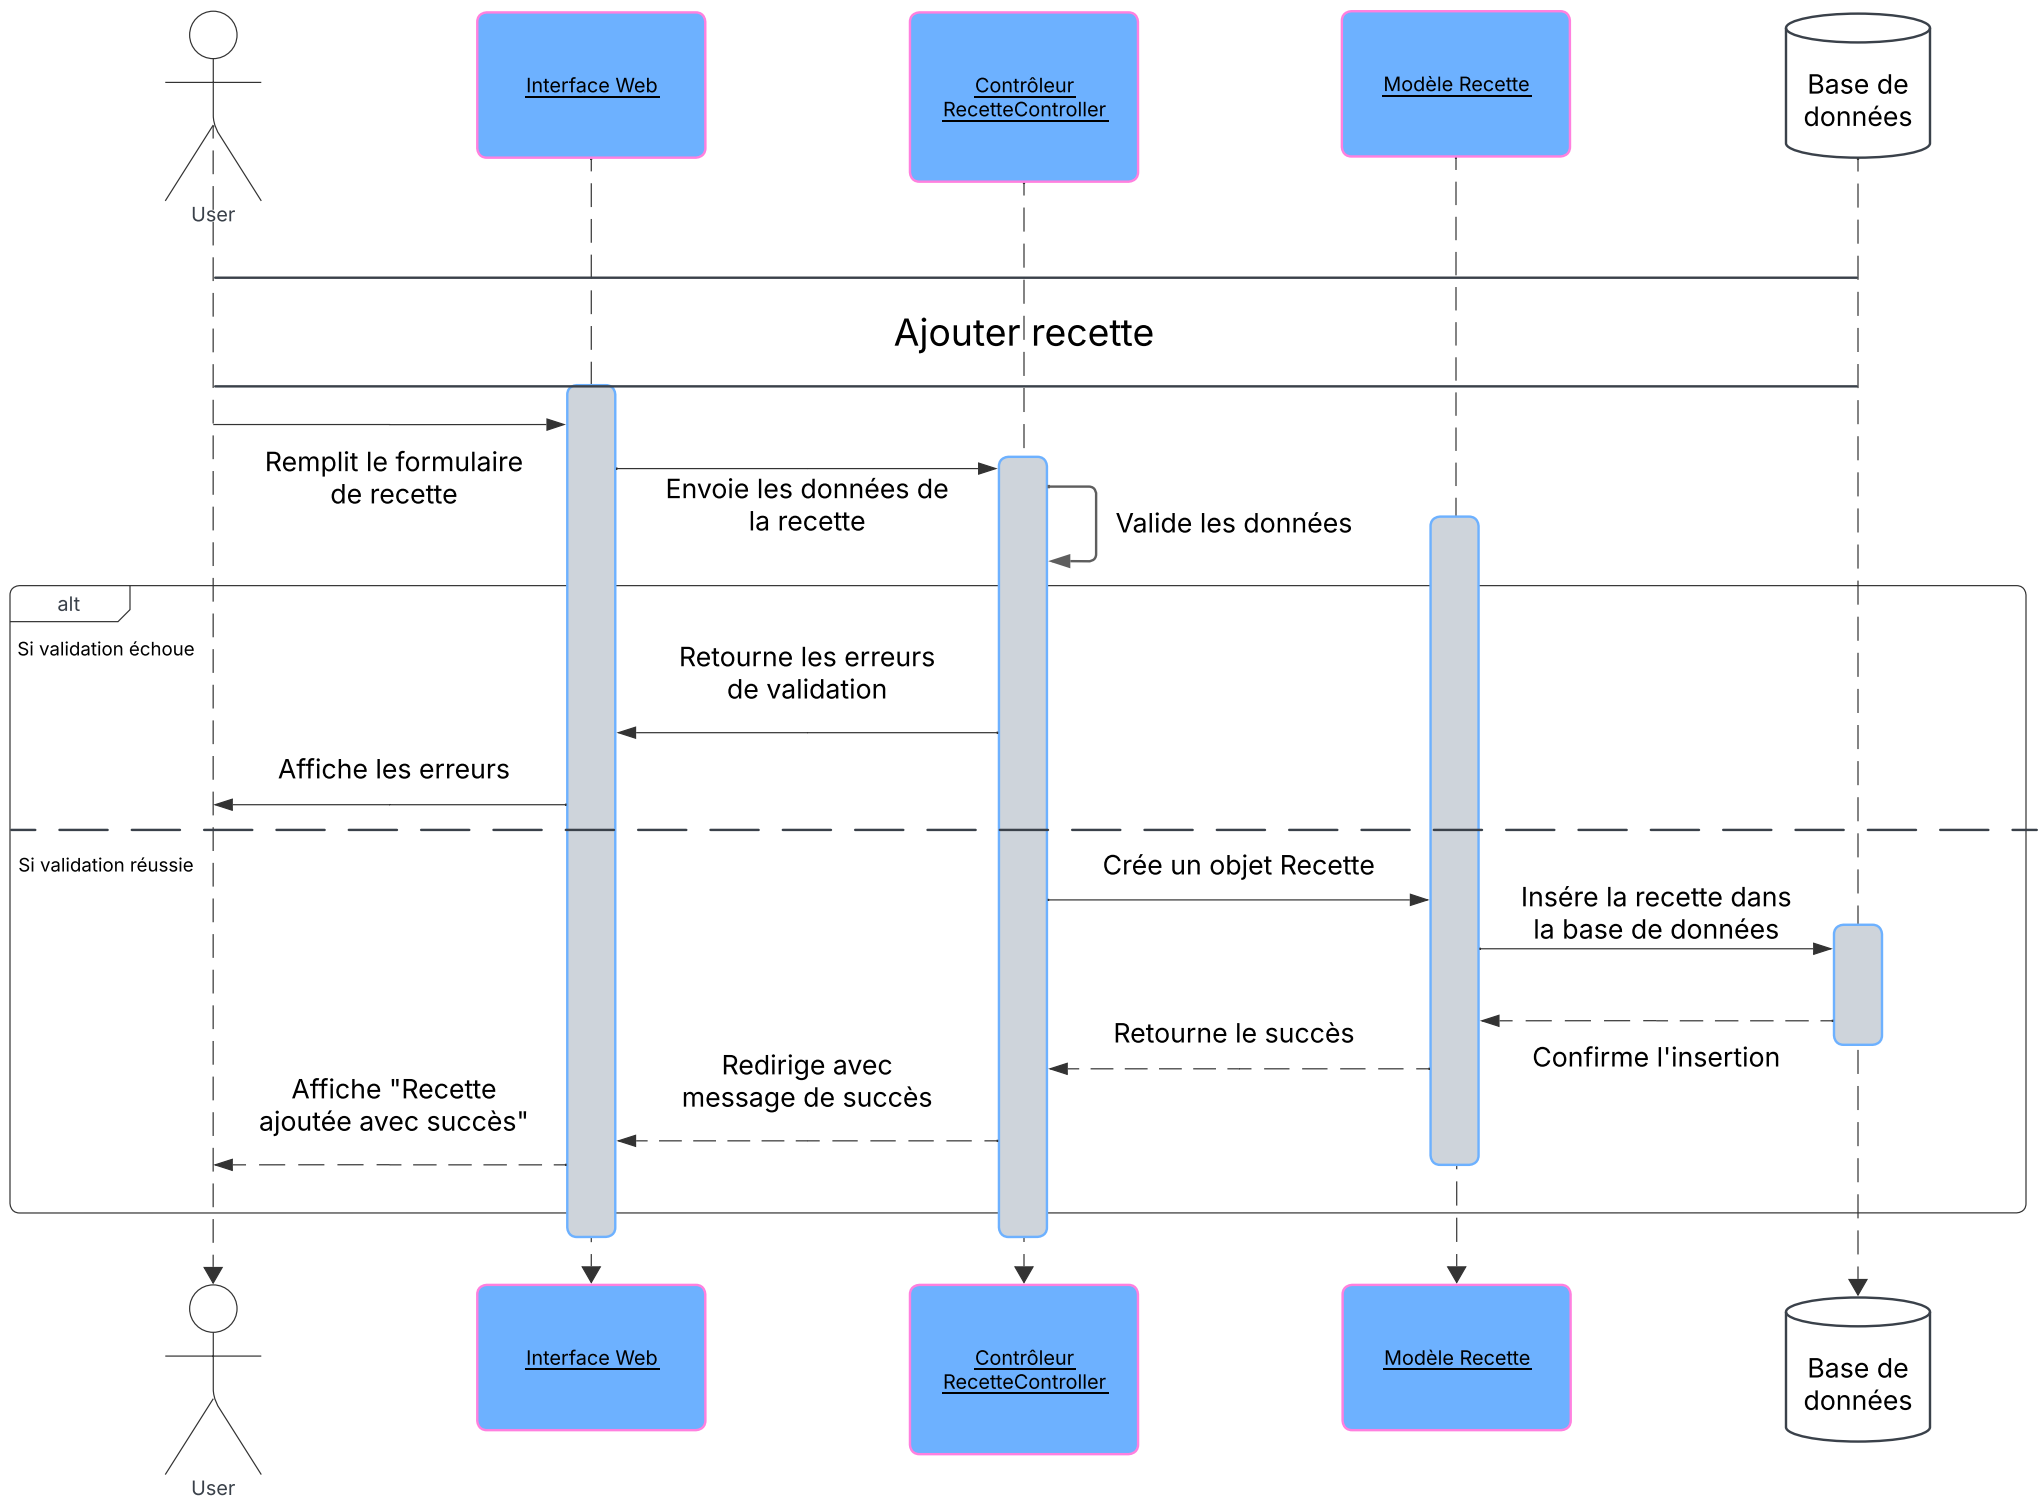 User
Interface Web
Contrôleur
RecetteController
Modèle Recette
Base de
données
Ajouter recette
Remplit le formulaire
de recette
Envoie les données de
la recette
Valide les données
alt
Si validation échoue
Retourne les erreurs
de validation
Affiche les erreurs
Si validation réussie
Crée un objet Recette
Insére la recette dans
la base de données
Confirme l'insertion
Retourne le succès
Redirige avec
message de succès
Affiche "Recette
ajoutée avec succès"
User
Interface Web
Contrôleur
RecetteController
Modèle Recette
Base de
données